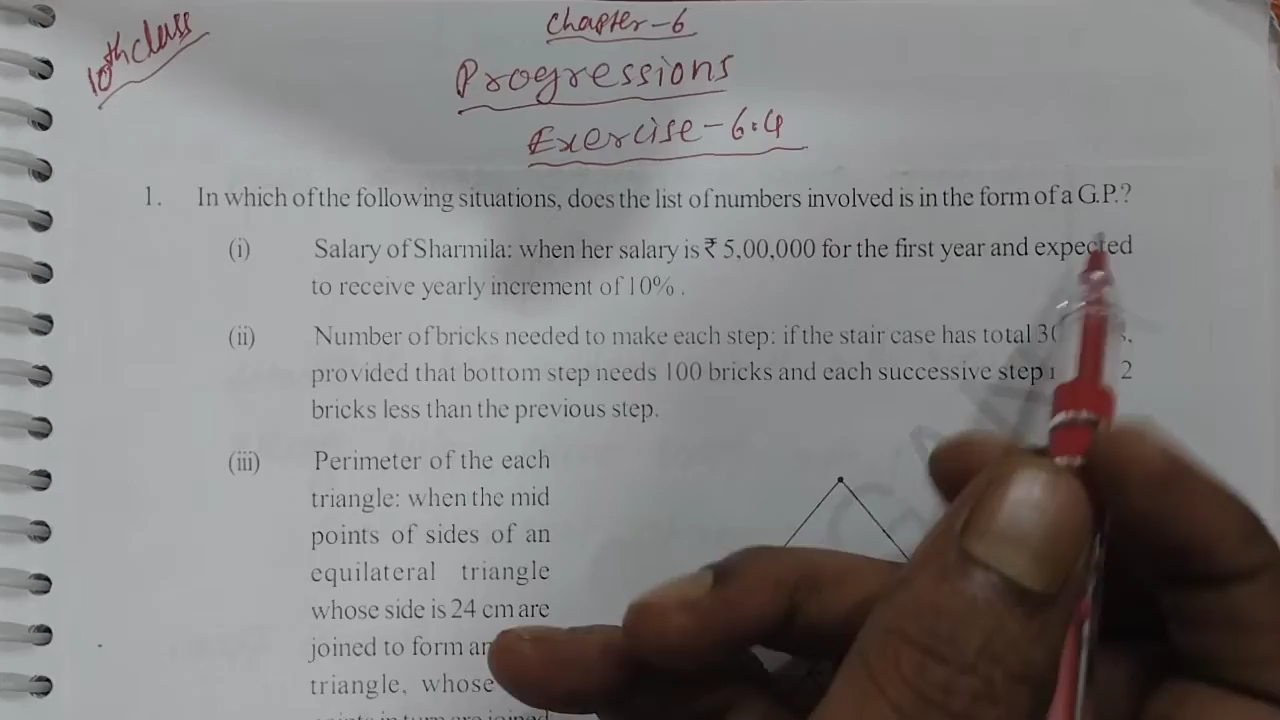 10th class
Chapter-6
Progressions
Exercise-6.4
1. In which of the following situations, does the list of numbers involved is in the form of a G.P.?
(i) Salary of Sharmila: when her salary is ₹ 5,00,000 for the first year and expected
to receive yearly increment of 10% .
(ii) Number of bricks needed to make each step: if the stair case has total
provided that bottom step needs 100 bricks and each successive step 2
bricks less than the previous step.
(iii) Perimeter of the each
triangle: when the mid
points of sides of an
equilateral triangle
whose side is 24 cm are
joined to form
triangle, whose
in turn are joined